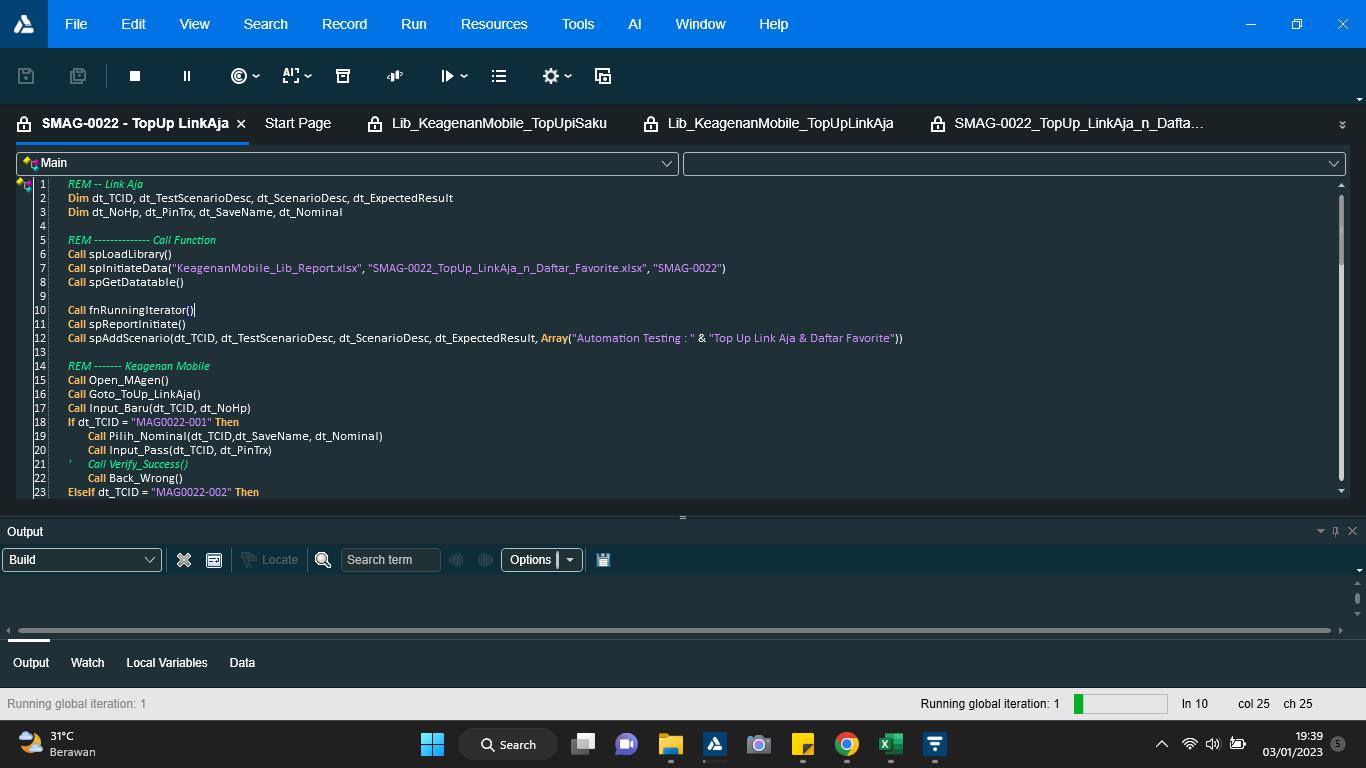 File Edit View Search Record Run Resources Tools AI Window Help
SMAG-0022 - TopUp LinkAja Start Page Lib_KeagenanMobile_TopUpiSaku Lib_KeagenanMobile_TopUpLinkAja SMAG-0022_TopUp_LinkAja_n_Dafta...
Main
1 REM -- Link Aja
2 Dim dt_TCID, dt_TestScenarioDesc, dt_ScenarioDesc, dt_ExpectedResult
3 Dim dt_NoHp, dt_PinTrx, dt_SaveName, dt_Nominal
4
5 REM -------------- Call Function
6 Call spLoadLibrary()
7 Call spInitiateData("KeagenanMobile_Lib_Report.xlsx", "SMAG-0022_TopUp_LinkAja_n_Daftar_Favorite.xlsx", "SMAG-0022")
8 Call spGetDatatable()
9
10 Call fnRunningIterator()
11 Call spReportInitiate()
12 Call spAddScenario(dt_TCID, dt_TestScenarioDesc, dt_ScenarioDesc, dt_ExpectedResult, Array("Automation Testing : " & "Top Up Link Aja & Daftar Favorite"))
13
14 REM ------- Keagenan Mobile
15 Call Open_MAgen()
16 Call Goto_ToUp_LinkAja()
17 Call Input_Baru(dt_TCID, dt_NoHp)
18 If dt_TCID = "MAG0022-001" Then
19 Call Pilih_Nominal(dt_TCID,dt_SaveName, dt_Nominal)
20 Call Input_Pass(dt_TCID, dt_PinTrx)
21 ' Call Verify_Success()
22 Call Back_Wrong()
23 ElseIf dt_TCID = "MAG0022-002" Then
Output
Build Locate Search term Options
Output Watch Local Variables Data
Running global iteration: 1 Running global iteration: 1 ln 10 col 25 ch 25
31°C
Berawan
Search
19:39
03/01/2023
5